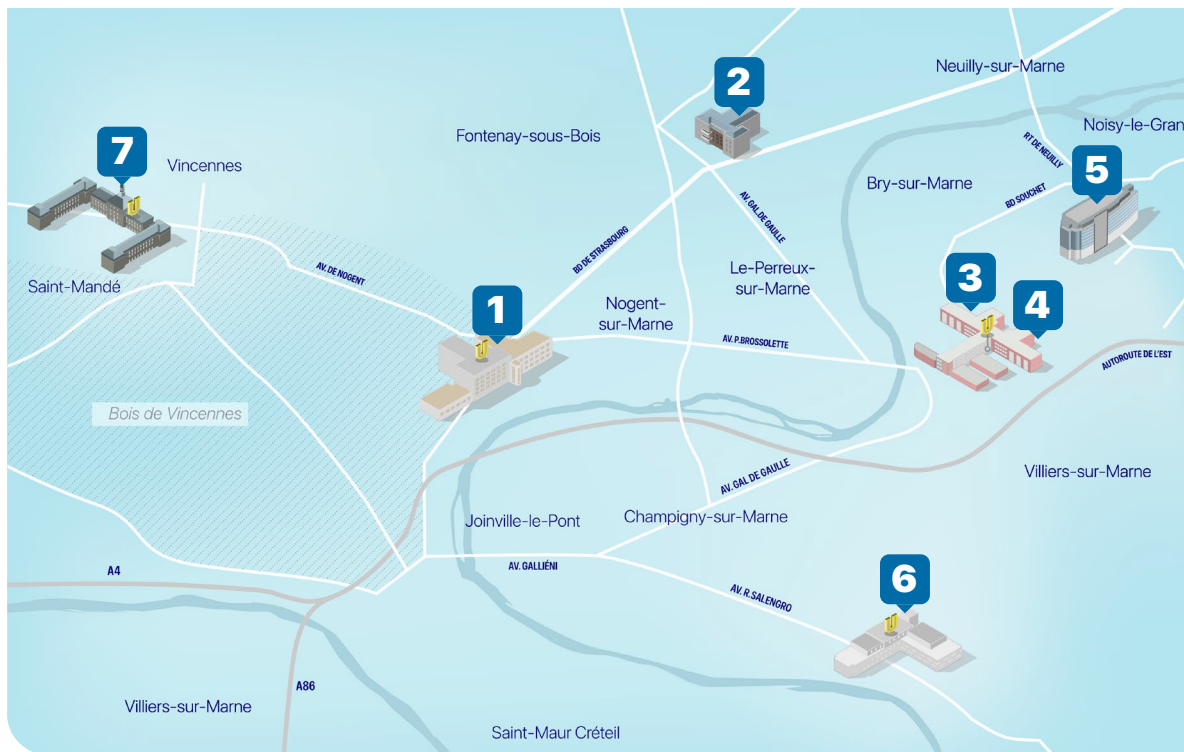 Neuilly-sur-Marne
2
Fontenay-sous-Bois
Noisy-le-Gran
7
Vincennes
RT DE NEUILLY
Bry-sur-Marne
5
BD SOUCHET
AV. GAL DE GAULLE
BD DE STRASBOURG
Saint-Mandé
AV. DE NOGENT
Le-Perreux-
sur-Marne
3
4
1
Nogent-
sur-Marne
AV. P. BROSSOLETTE
AUTOROUTE DE L'EST
Bois de Vincennes
AV. GAL DE GAULLE
Villiers-sur-Marne
Joinville-le-Pont
Champigny-sur-Marne
A4
AV. GALLIÉNI
6
AV. R. SALENGRO
A86
Villiers-sur-Marne
Saint-Maur Créteil